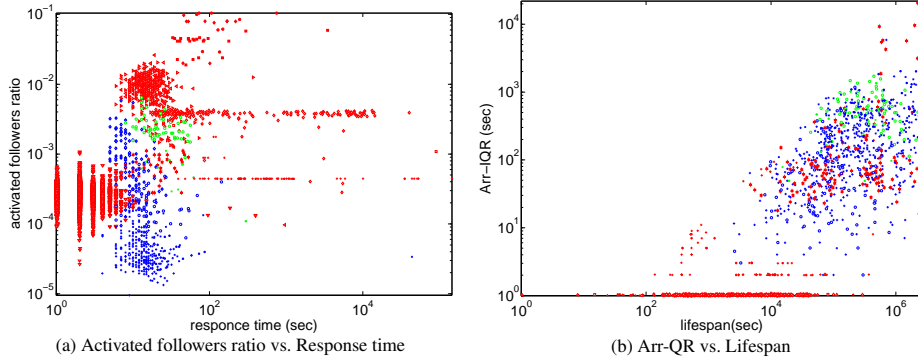 10^-1
10^-2
10^-3
10^-4
10^-5
10^0
10^2
10^4
activated followers ratio
responce time (sec)
(a) Activated followers ratio vs. Response time
10^4
10^3
10^2
10^1
10^0
10^0
10^2
10^4
10^6
Arr-IQR (sec)
lifespan(sec)
(b) Arr-QR vs. Lifespan